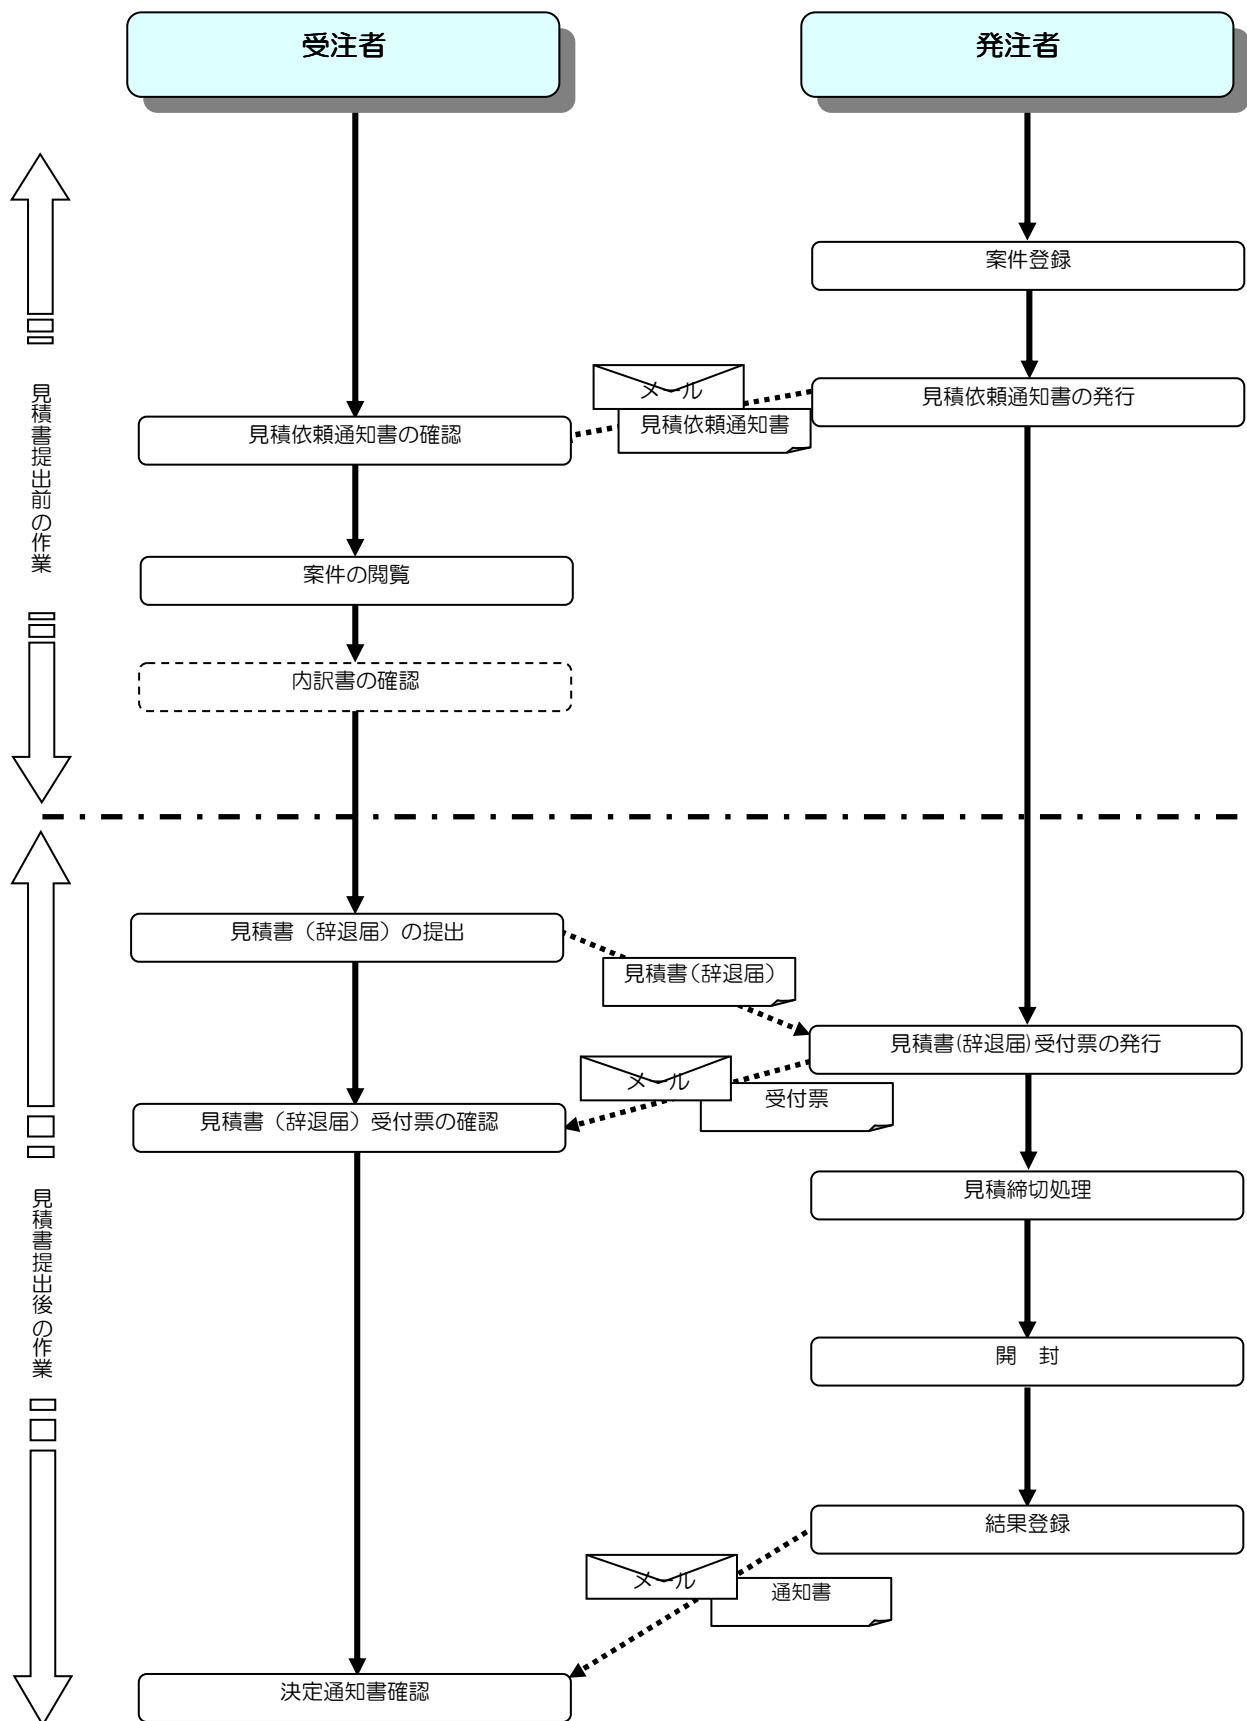 受注者
発注者
案件登録
見積依頼通知書の発行
メール
見積依頼通知書
見積依頼通知書の確認
見積書提出前の作業
案件の閲覧
内訳書の確認
見積書（辞退届）の提出
見積書（辞退届）
見積書(辞退届)受付票の発行
メール
受付票
見積書（辞退届）受付票の確認
見積締切処理
見積書提出後の作業
開　封
結果登録
メール
通知書
決定通知書確認